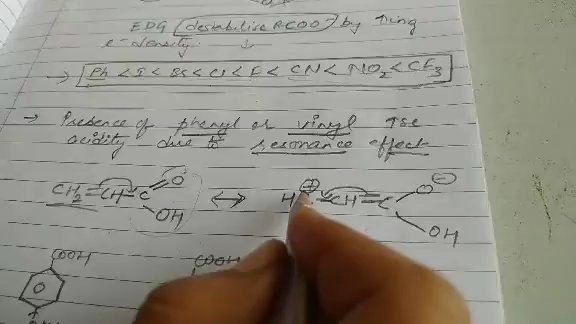 EDG destabilise RCOO⁻ by ↑ing
e⁻ density.
→ Ph < I < Br < Cl < F < CN < NO2 < CF3
→ Presence of phenyl or vinyl ↑se
acidity due to resonance effect
CH2=CH-C O OH ↔ H ⊕ CH=C O⁻ OH
COOH COOH